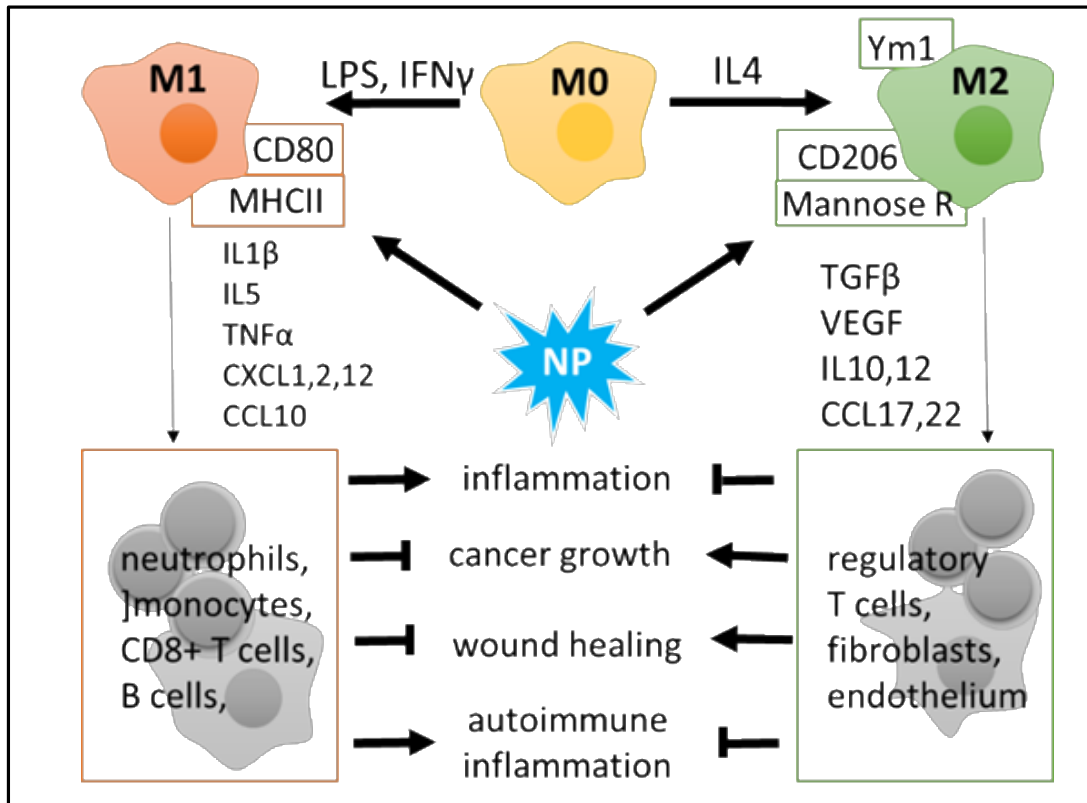 M1
LPS, IFNγ
M0
IL4
Ym1
M2
CD80
MHCII
CD206
Mannose R
IL1β
IL5
TNFα
CXCL1,2,12
CCL10
NP
TGFβ
VEGF
IL10,12
CCL17,22
neutrophils,
]monocytes,
CD8+ T cells,
B cells,
inflammation
cancer growth
wound healing
autoimmune
inflammation
regulatory
T cells,
fibroblasts,
endothelium